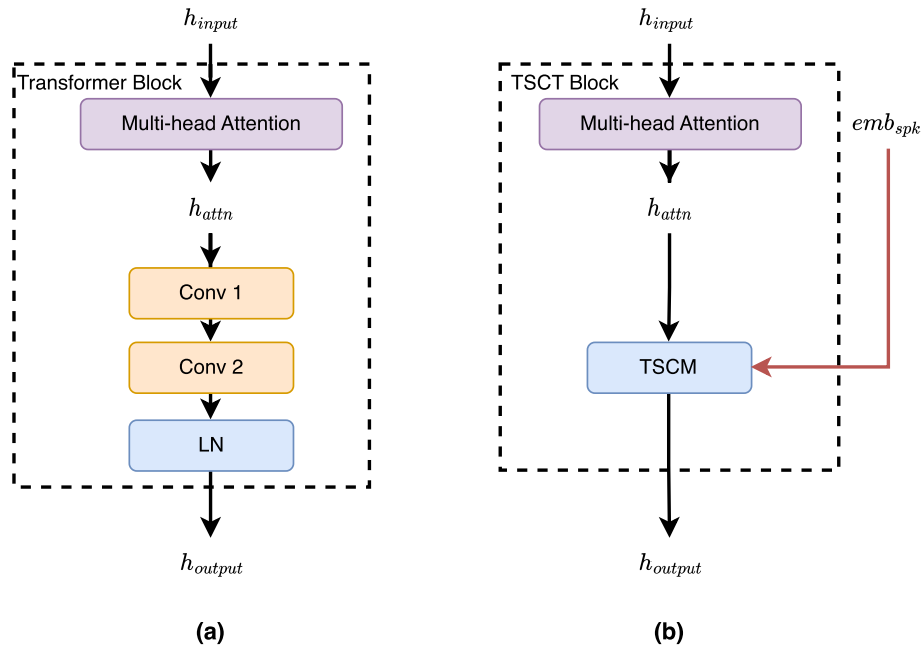 h_input
Transformer Block
Multi-head Attention
h_attn
Conv 1
Conv 2
LN
h_output
(a)
h_input
TSCT Block
Multi-head Attention
emb_spk
h_attn
TSCM
h_output
(b)